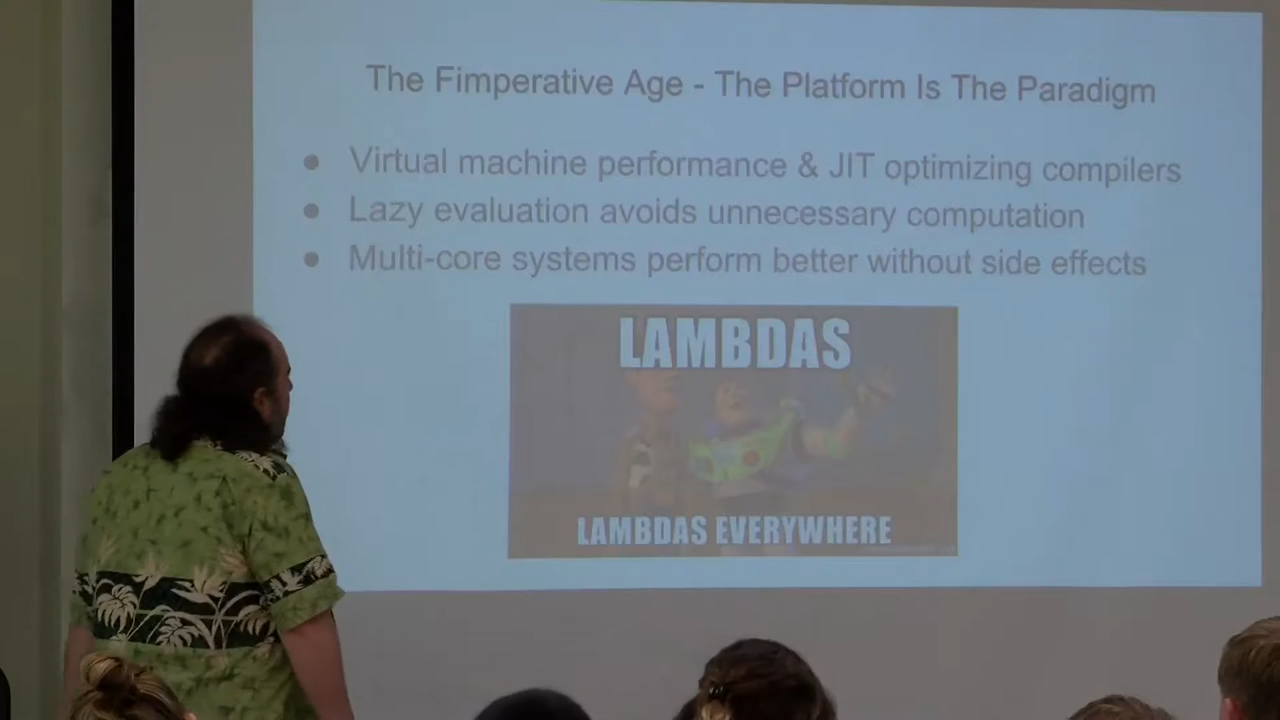 The Fimperative Age - The Platform Is The Paradigm
● Virtual machine performance & JIT optimizing compilers
● Lazy evaluation avoids unnecessary computation
● Multi-core systems perform better without side effects
LAMBDAS
LAMBDAS EVERYWHERE